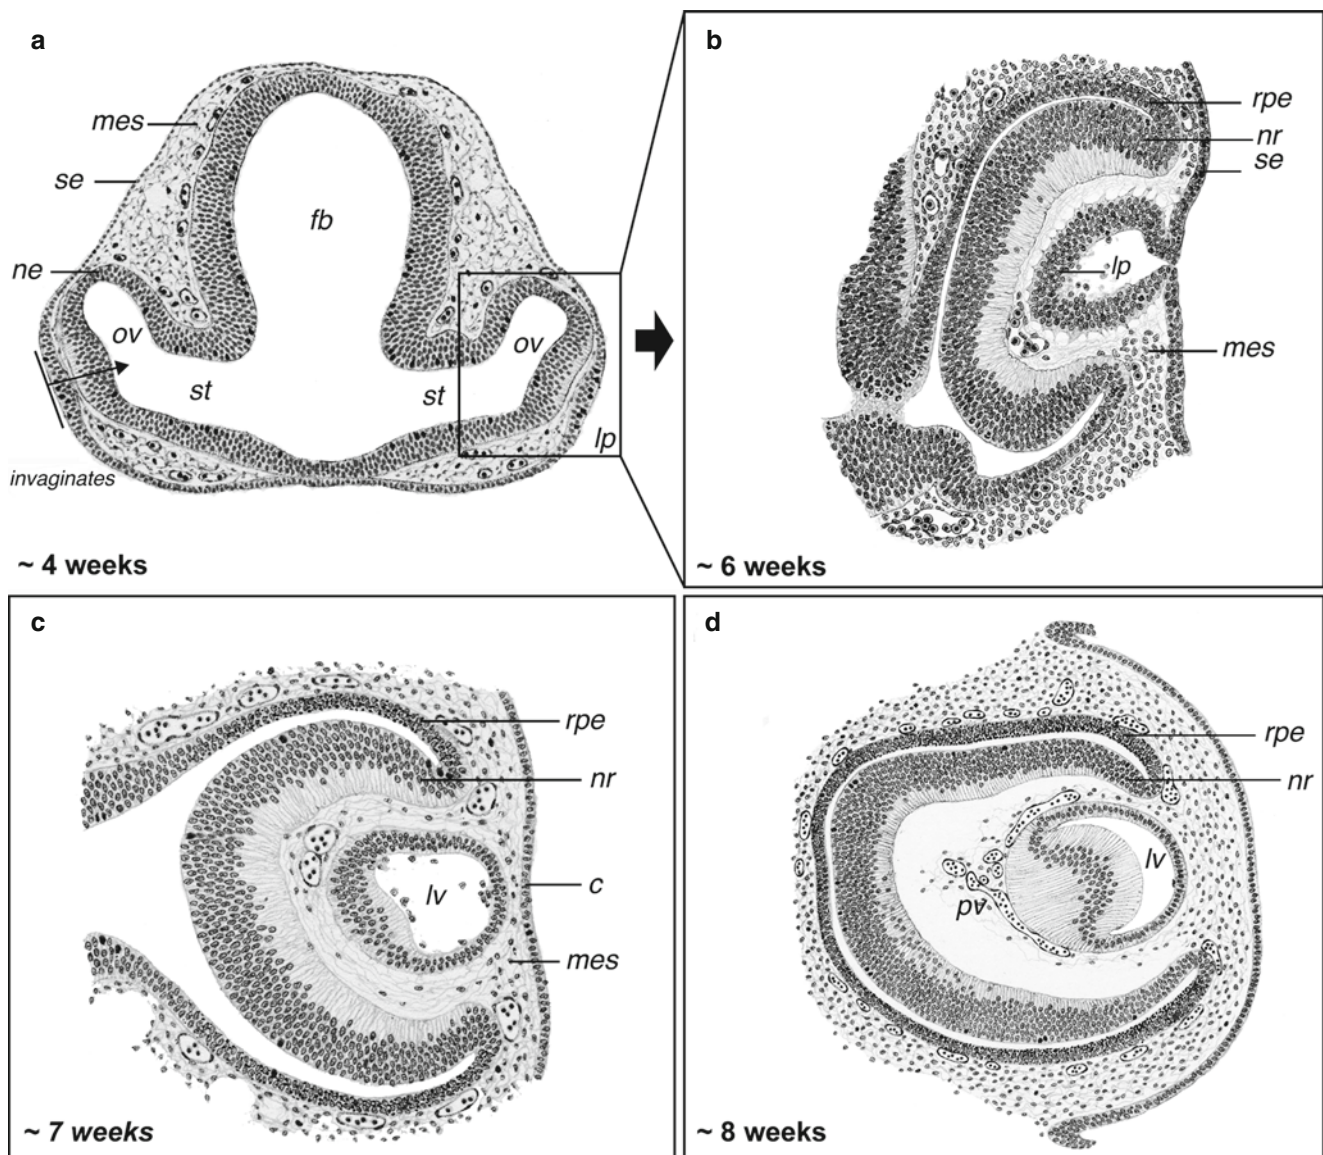 a
mes
se
fb
ne
ov
ov
st
st
lp
invaginates
~ 4 weeks
b
rpe
nr
se
lp
mes
~ 6 weeks
c
rpe
nr
lv
c
mes
~ 7 weeks
d
rpe
nr
lv
pv
~ 8 weeks